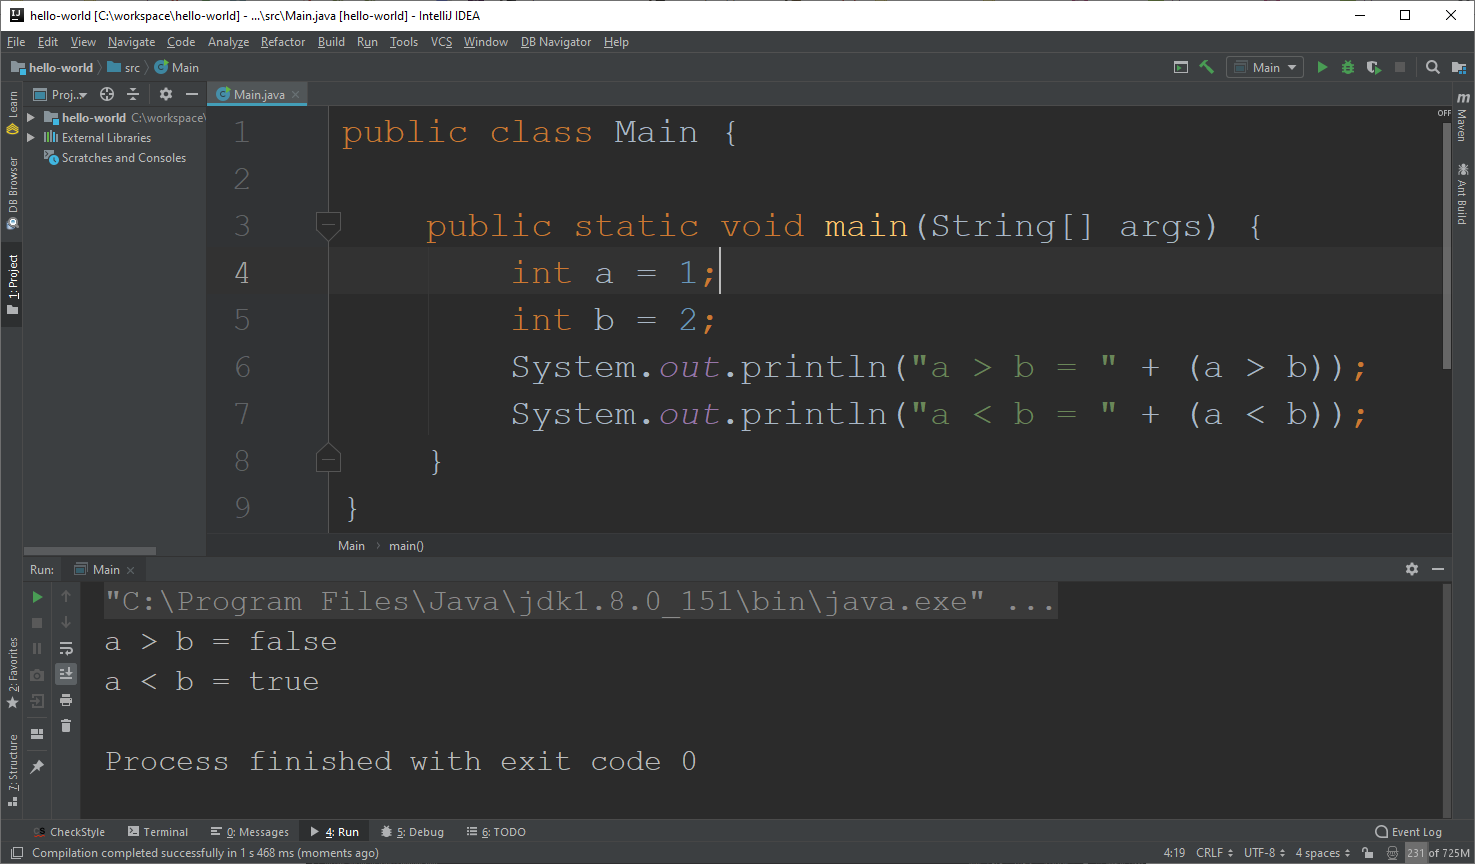 hello-world [C:\workspace\hello-world] - ...\src\Main.java [hello-world] - IntelliJ IDEA
File Edit View Navigate Code Analyze Refactor Build Run Tools VCS Window DB Navigator Help
hello-world src Main
Main
Learn
DB Browser
1: Project
2: Favorites
7: Structure
Proj...
hello-world C:\workspace\
External Libraries
Scratches and Consoles
Main.java
1 public class Main {
2
3 public static void main(String[] args) {
4 int a = 1;
5 int b = 2;
6 System.out.println("a > b = " + (a > b));
7 System.out.println("a < b = " + (a < b));
8 }
9 }
OFF
m
Maven
Ant Build
Main main()
Run: Main
"C:\Program Files\Java\jdk1.8.0_151\bin\java.exe" ...
a > b = false
a < b = true
Process finished with exit code 0
CS CheckStyle Terminal 0: Messages 4: Run 5: Debug 6: TODO Event Log
Compilation completed successfully in 1 s 468 ms (moments ago) 4:19 CRLF UTF-8 4 spaces 231 of 725M